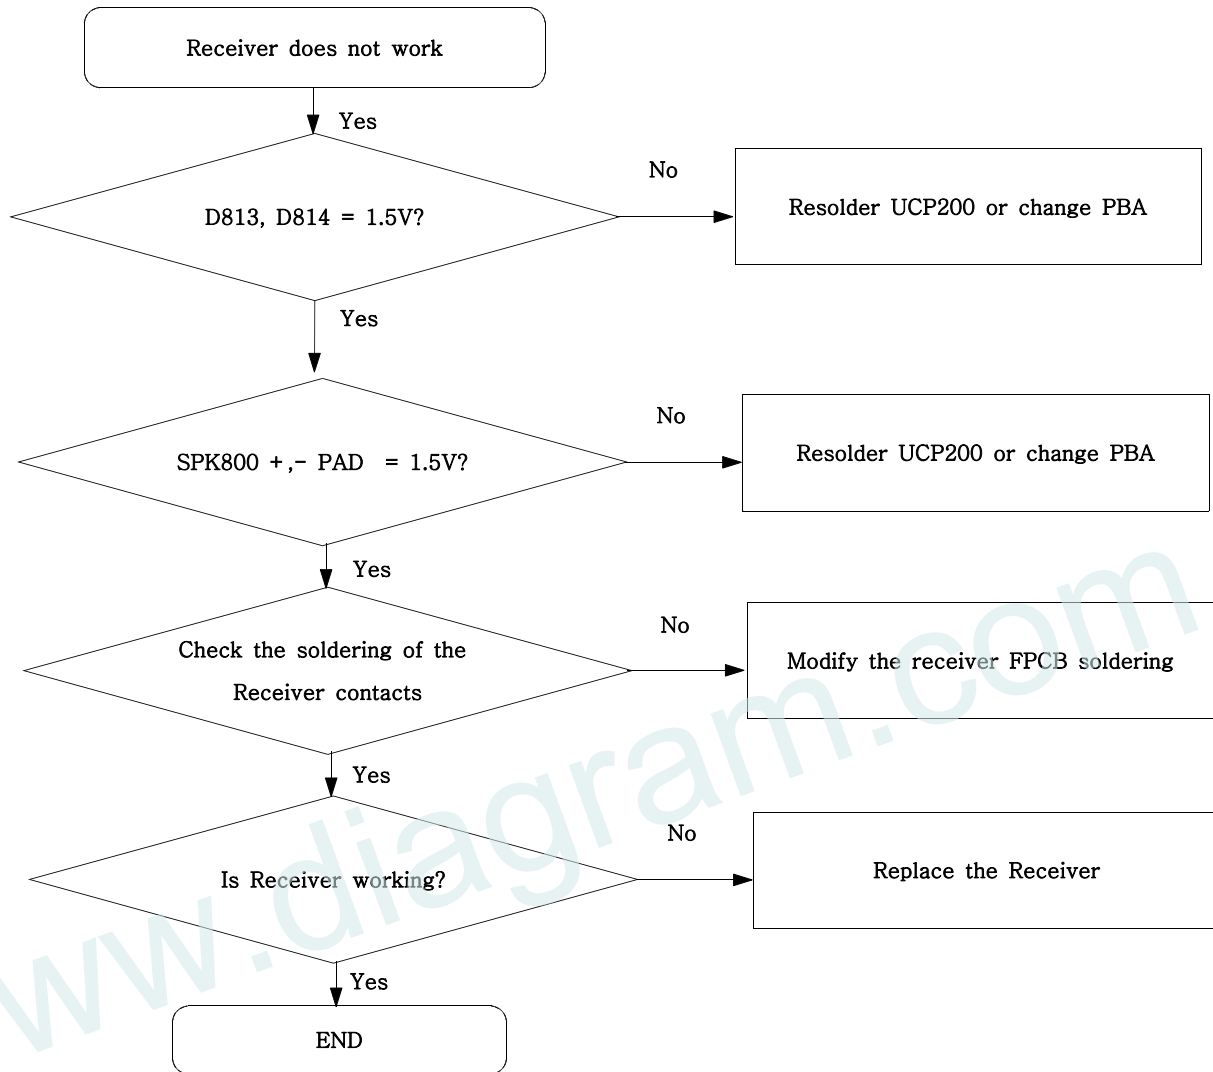 Receiver does not work
Yes
D813, D814 = 1.5V?
No
Resolder UCP200 or change PBA
Yes
SPK800 +,- PAD = 1.5V?
No
Resolder UCP200 or change PBA
Yes
Check the soldering of the
Receiver contacts
No
Modify the receiver FPCB soldering
Yes
Is Receiver working?
No
Replace the Receiver
Yes
END
ww.diagram.com